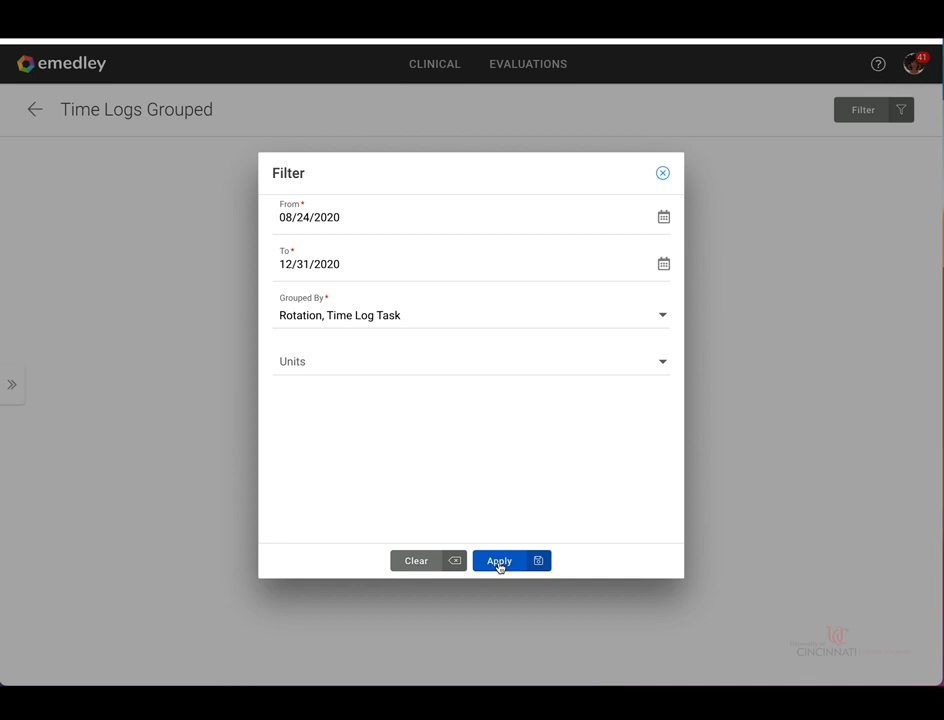 emedley
CLINICAL
EVALUATIONS
41
Time Logs Grouped
Filter
Filter
From*
08/24/2020
To*
12/31/2020
Grouped By*
Rotation, Time Log Task
Units
Clear
Apply
CINCINNATI